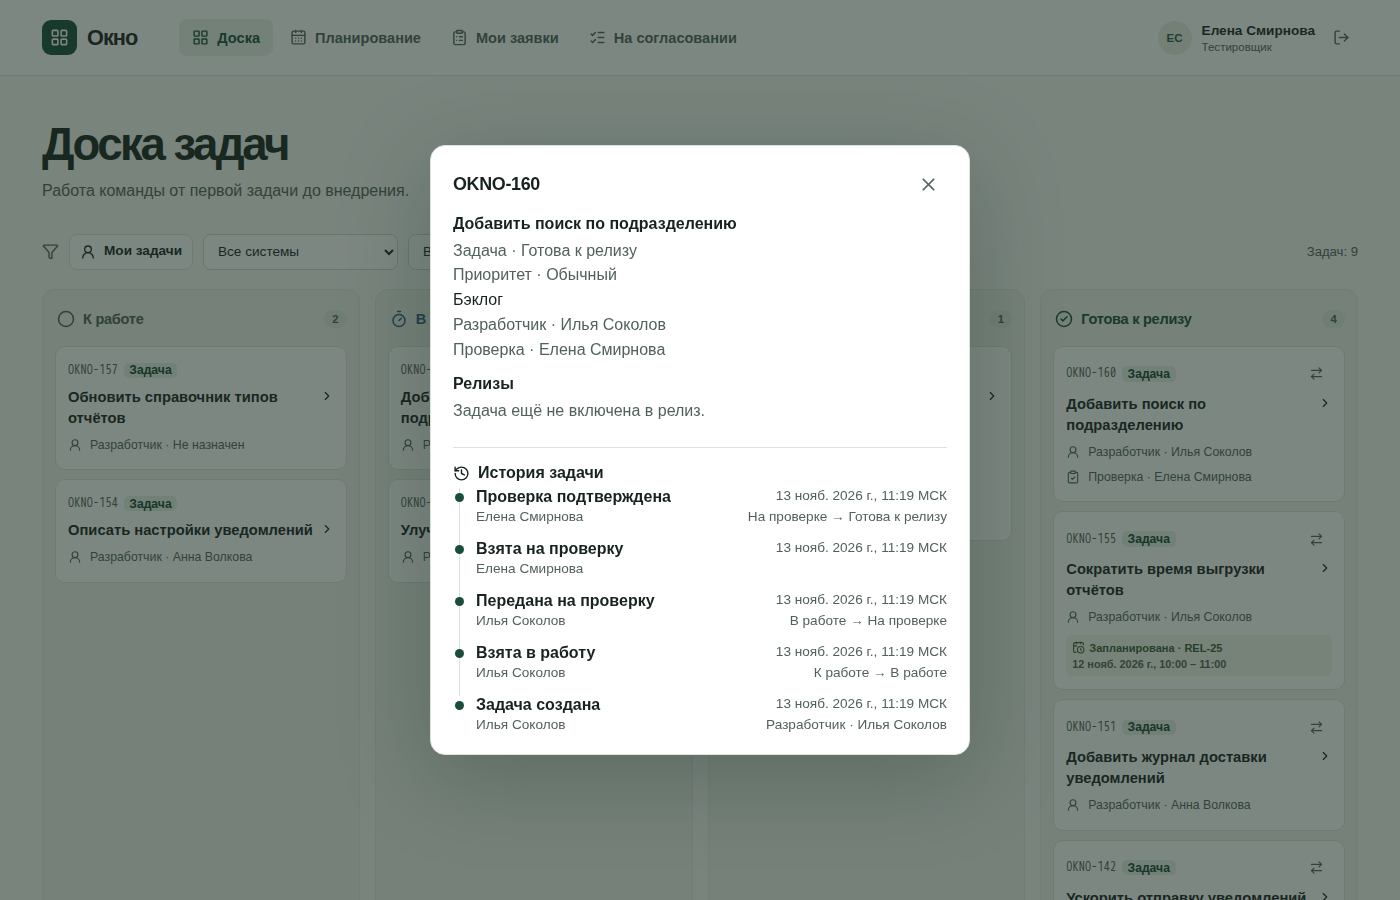 Окно
Доска
Планирование
Мои заявки
На согласовании
ЕС
Елена Смирнова
Тестировщик
Доска задач
Работа команды от первой задачи до внедрения.
Мои задачи
Все системы
Задач: 9
К работе
2
OKNO-157 Задача
Обновить справочник типов
отчётов
Разработчик · Не назначен
OKNO-154 Задача
Описать настройки уведомлений
Разработчик · Анна Волкова
1
OKNO-160
Добавить поиск по подразделению
Задача · Готова к релизу
Приоритет · Обычный
Бэклог
Разработчик · Илья Соколов
Проверка · Елена Смирнова
Релизы
Задача ещё не включена в релиз.
История задачи
Проверка подтверждена
13 нояб. 2026 г., 11:19 МСК
Елена Смирнова
На проверке → Готова к релизу
Взята на проверку
13 нояб. 2026 г., 11:19 МСК
Елена Смирнова
Передана на проверку
13 нояб. 2026 г., 11:19 МСК
Илья Соколов
В работе → На проверке
Взята в работу
13 нояб. 2026 г., 11:19 МСК
Илья Соколов
К работе → В работе
Задача создана
13 нояб. 2026 г., 11:19 МСК
Илья Соколов
Разработчик · Илья Соколов
Готова к релизу
4
OKNO-160 Задача
Добавить поиск по
подразделению
Разработчик · Илья Соколов
Проверка · Елена Смирнова
OKNO-155 Задача
Сократить время выгрузки
отчётов
Разработчик · Илья Соколов
Запланирована · REL-25
12 нояб. 2026 г., 10:00 – 11:00
OKNO-151 Задача
Добавить журнал доставки
уведомлений
Разработчик · Анна Волкова
OKNO-142 Задача
Ускорить отправку уведомлений